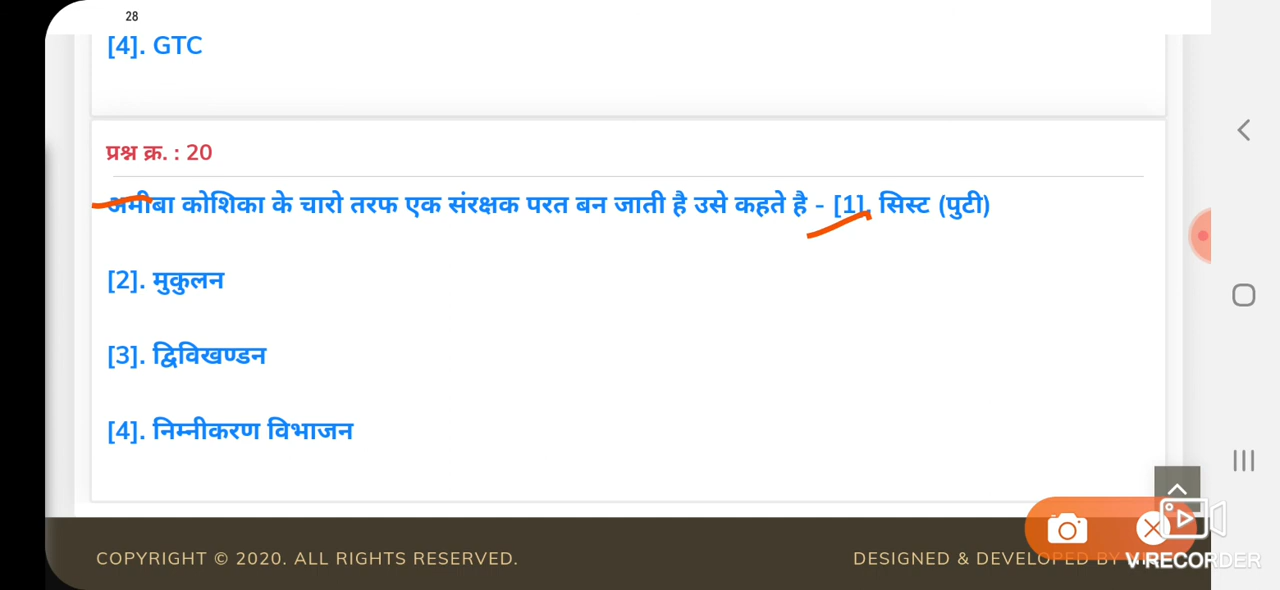 28
[4]. GTC
प्रश्न क्र. : 20
अमीबा कोशिका के चारो तरफ एक संरक्षक परत बन जाती है उसे कहते है - [1]. सिस्ट (पुटी)
[2]. मुकुलन
[3]. द्विविखण्डन
[4]. निम्नीकरण विभाजन
COPYRIGHT © 2020. ALL RIGHTS RESERVED.
DESIGNED & DEVELOPED BY
VRECORDER